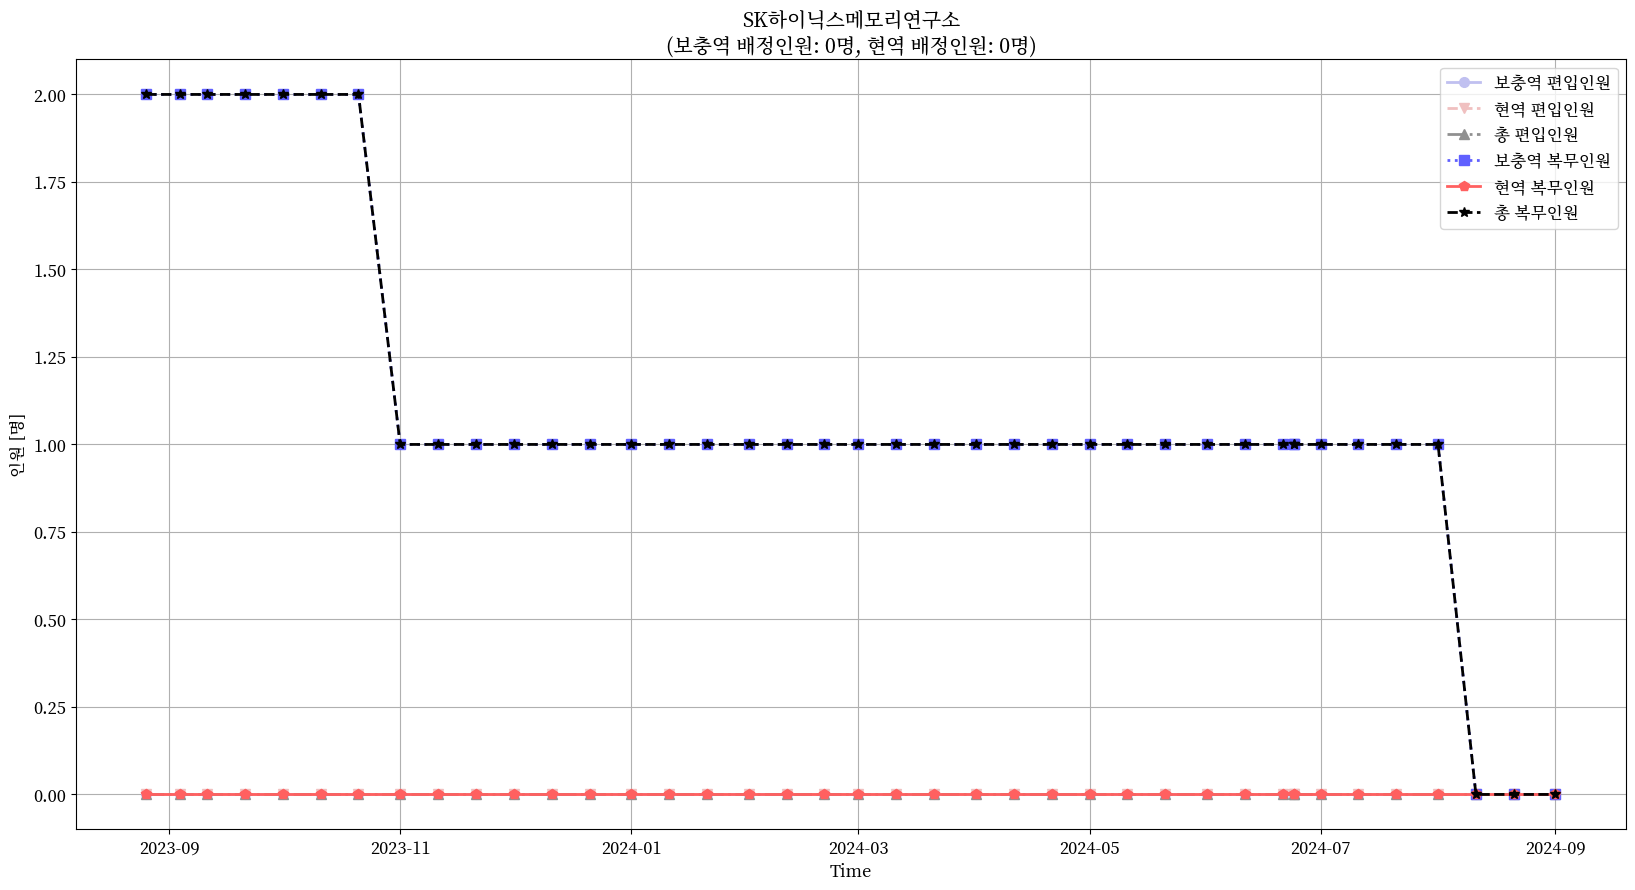 SK하이닉스메모리연구소
(보충역 배정인원: 0명, 현역 배정인원: 0명)
보충역 편입인원
현역 편입인원
총 편입인원
보충역 복무인원
현역 복무인원
총 복무인원
2.00
1.75
1.50
1.25
1.00
0.75
0.50
0.25
0.00
인원 [명]
2023-09
2023-11
2024-01
2024-03
2024-05
2024-07
2024-09
Time